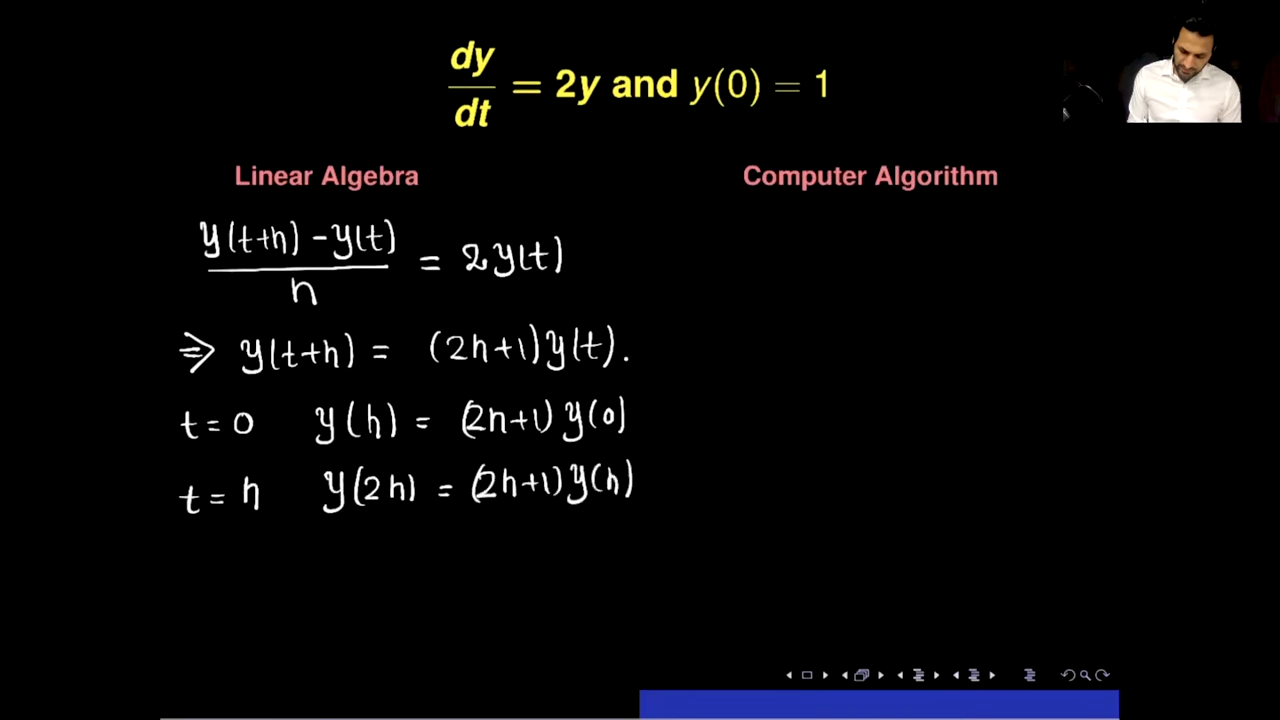 dy/dt = 2y and y(0) = 1
Linear Algebra
(y(t+h) - y(t))/h = 2y(t)
⇒ y(t+h) = (2h+1)y(t).
t = 0 y(h) = (2h+1) y(0)
t = h y(2h) = (2h+1) y(h)
Computer Algorithm